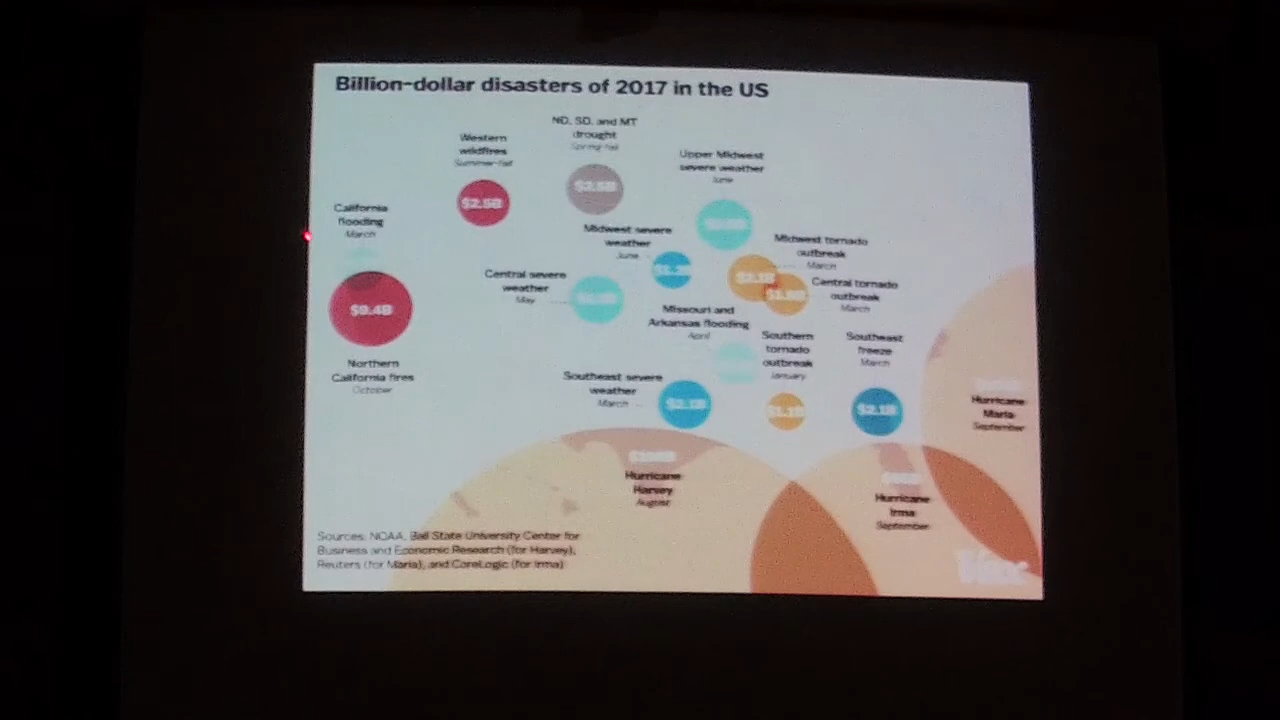 Billion-dollar disasters of 2017 in the US
ND, SD, and MT
drought
Spring-fall
Western
wildfires
Summer-fall
$2.5B
$2.5B
Upper Midwest
severe weather
June
California
flooding
March
Midwest severe
weather
June
Midwest tornado
outbreak
March
Central severe
weather
May
Central tornado
outbreak
March
$9.4B
Missouri and
Arkansas flooding
April
Southern
tornado
outbreak
January
Southeast
freeze
March
Northern
California fires
October
Southeast severe
weather
March
$2.1B
$1.1B
$2.1B
Hurricane
Maria
September
Hurricane
Harvey
August
Hurricane
Irma
September
Sources: NOAA, Ball State University Center for
Business and Economic Research (for Harvey),
Reuters (for Maria), and CoreLogic (for Irma)
Vox